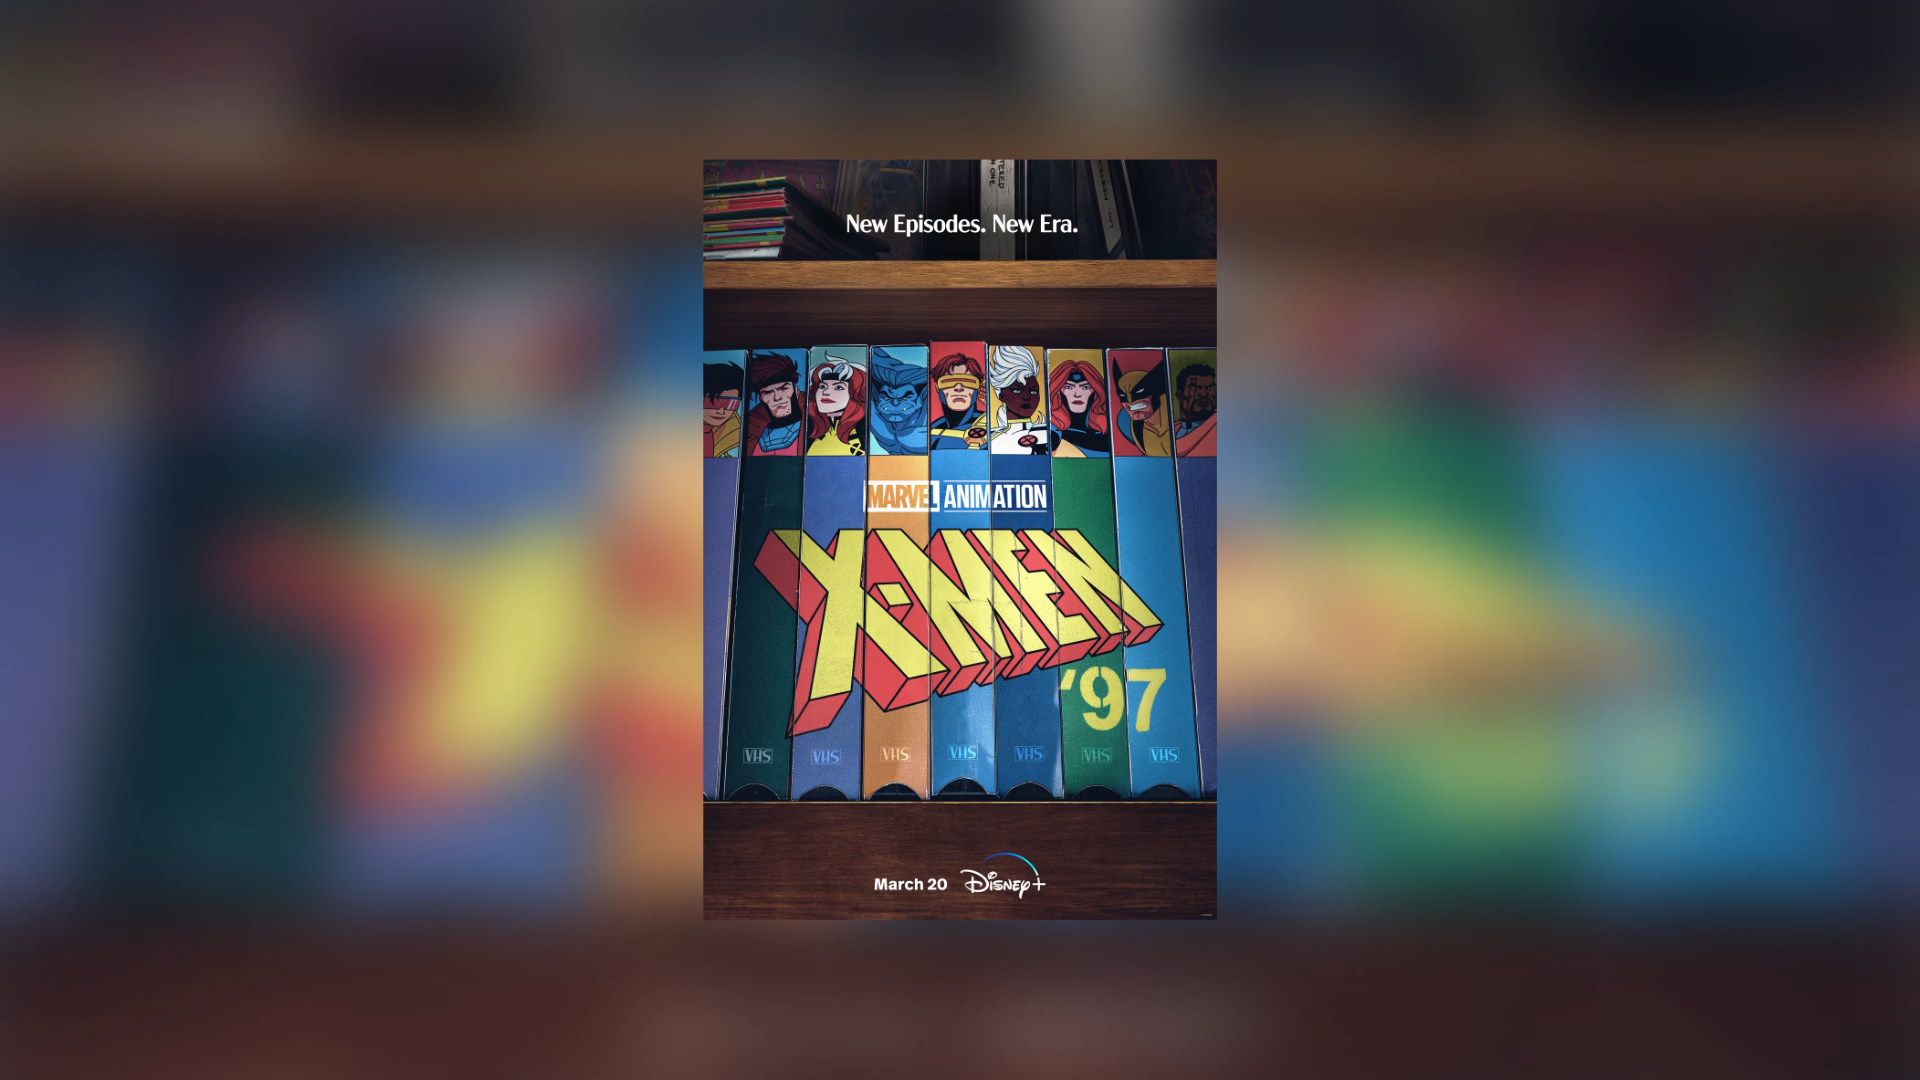 New Episodes. New Era.
MARVEL ANIMATION
X-MEN
'97
VHS VHS VHS VHS VHS VHS VHS
March 20 Disney+